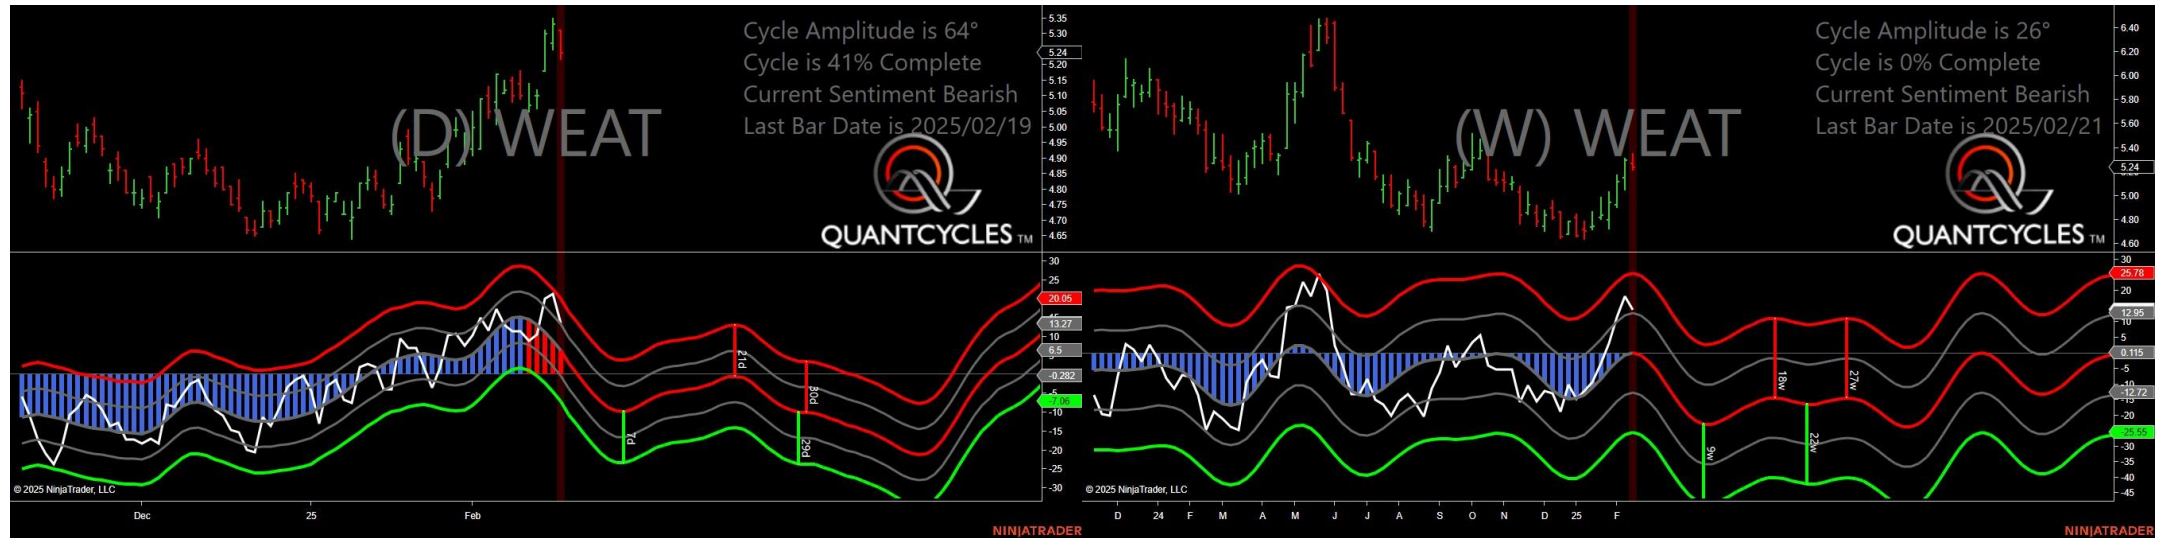 Cycle Amplitude is 64°
Cycle is 41% Complete
Current Sentiment Bearish
Last Bar Date is 2025/02/19
(D) WEAT
QUANTCYCLES TM
5.35
5.30
5.24
5.20
5.15
5.10
5.05
5.00
4.95
4.90
4.85
4.80
4.75
4.70
4.65
30
25
20.05
13.27
10
6.5
-0.282
-7.06
-10
-15
-20
-25
-30
21d
30d
7d
29d
© 2025 NinjaTrader, LLC
Dec
25
Feb
NINJATRADER
Cycle Amplitude is 26°
Cycle is 0% Complete
Current Sentiment Bearish
Last Bar Date is 2025/02/21
(W) WEAT
QUANTCYCLES TM
6.40
6.20
6.00
5.80
5.60
5.40
5.24
5.00
4.80
4.60
30
25.78
20
12.95
10
5
0.115
-5
-12.72
-20
-25.55
-30
-35
-40
-45
18w
27w
9w
22w
© 2025 NinjaTrader, LLC
D
24
F
M
A
M
J
J
A
S
O
N
D
25
F
NINJATRADER